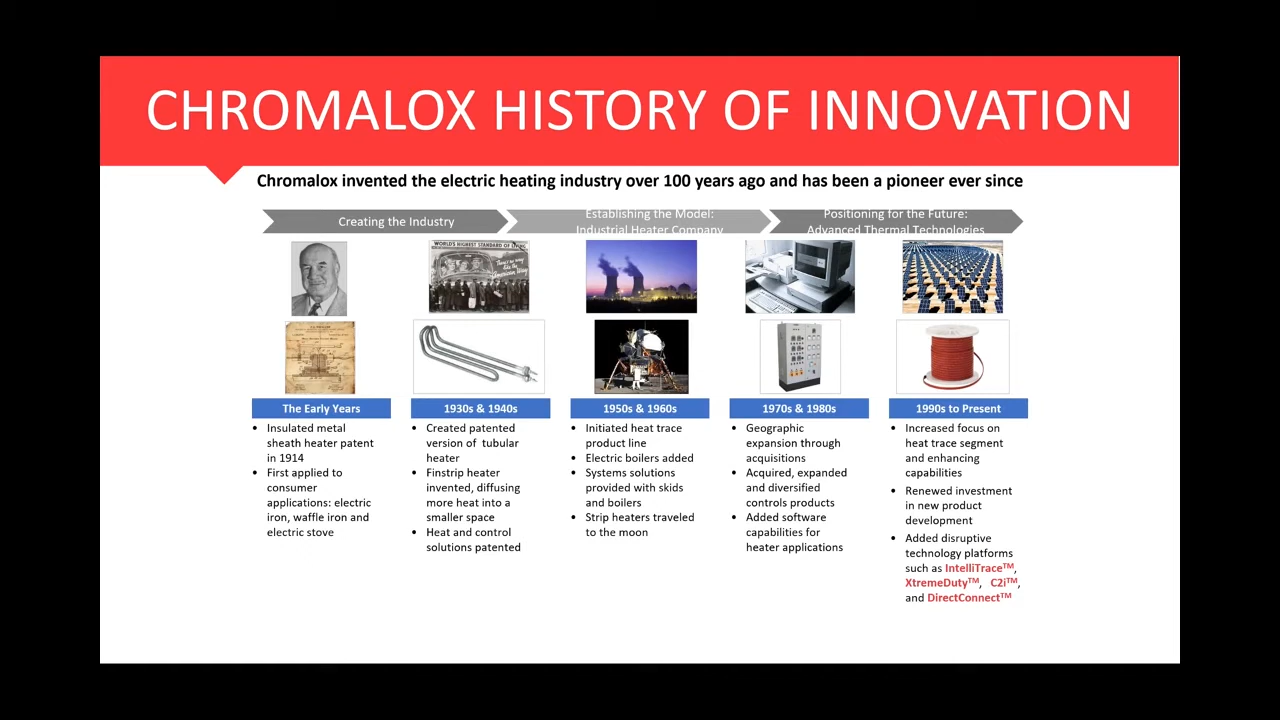 CHROMALOX HISTORY OF INNOVATION
Chromalox invented the electric heating industry over 100 years ago and has been a pioneer ever since
Creating the Industry
Establishing the Model:
Industrial Heater Company
Positioning for the Future:
Advanced Thermal Technologies
WORLD'S HIGHEST STANDARD OF LIVING
There's no way
like the
American Way
The Early Years
• Insulated metal
sheath heater patent
in 1914
• First applied to
consumer
applications: electric
iron, waffle iron and
electric stove
1930s & 1940s
• Created patented
version of tubular
heater
• Finstrip heater
invented, diffusing
more heat into a
smaller space
• Heat and control
solutions patented
1950s & 1960s
• Initiated heat trace
product line
• Electric boilers added
• Systems solutions
provided with skids
and boilers
• Strip heaters traveled
to the moon
1970s & 1980s
• Geographic
expansion through
acquisitions
• Acquired, expanded
and diversified
controls products
• Added software
capabilities for
heater applications
1990s to Present
• Increased focus on
heat trace segment
and enhancing
capabilities
• Renewed investment
in new product
development
• Added disruptive
technology platforms
such as IntelliTrace™,
XtremeDuty™, C2i™,
and DirectConnect™